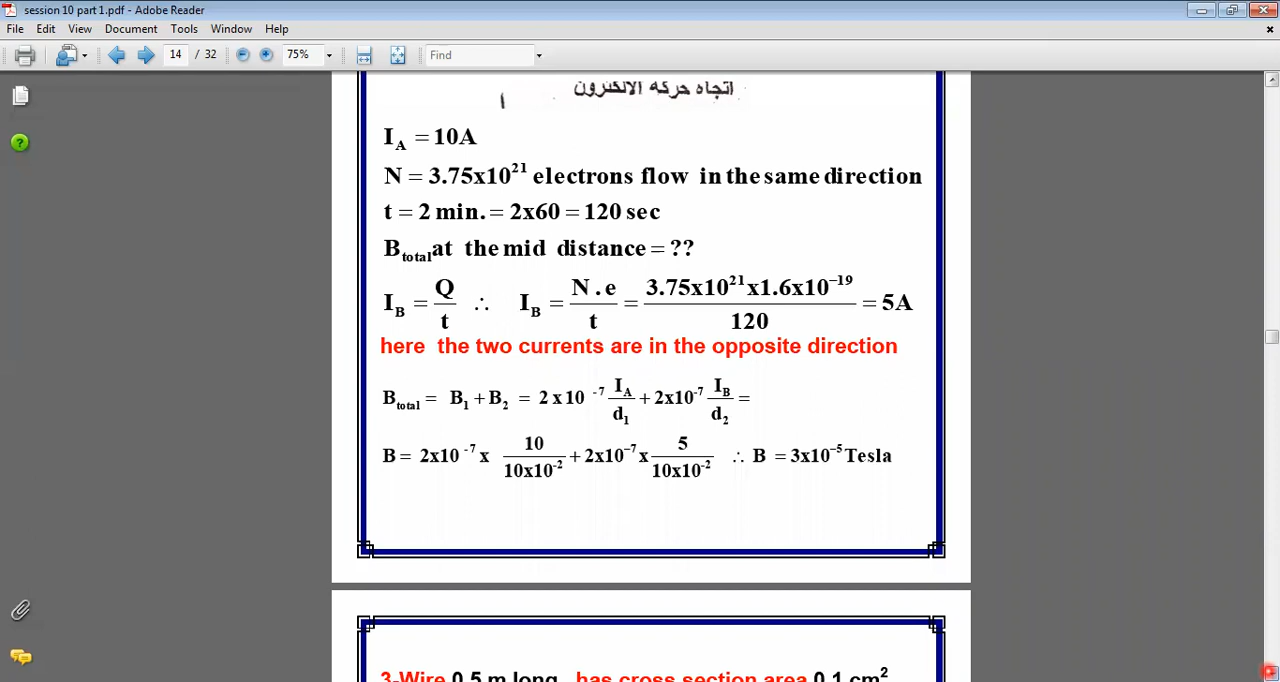 session 10 part 1.pdf - Adobe Reader
File Edit View Document Tools Window Help
14 / 32 75% Find
اتجاه حركه الالكترون
أ
I_A = 10A
N = 3.75x10^21 electrons flow in the same direction
t = 2 min. = 2x60 = 120 sec
B_total at the mid distance = ??
I_B = Q/t ∴ I_B = N . e/t = 3.75x10^21x1.6x10^-19/120 = 5A
here the two currents are in the opposite direction
B_total = B_1 + B_2 = 2 x 10^-7 I_A/d_1 + 2x10^-7 I_B/d_2 =
B = 2x10^-7 x 10/10x10^-2 + 2x10^-7 x 5/10x10^-2 ∴ B = 3x10^-5 Tesla
3-Wire 0.5 m long has cross section area 0.1 cm^2